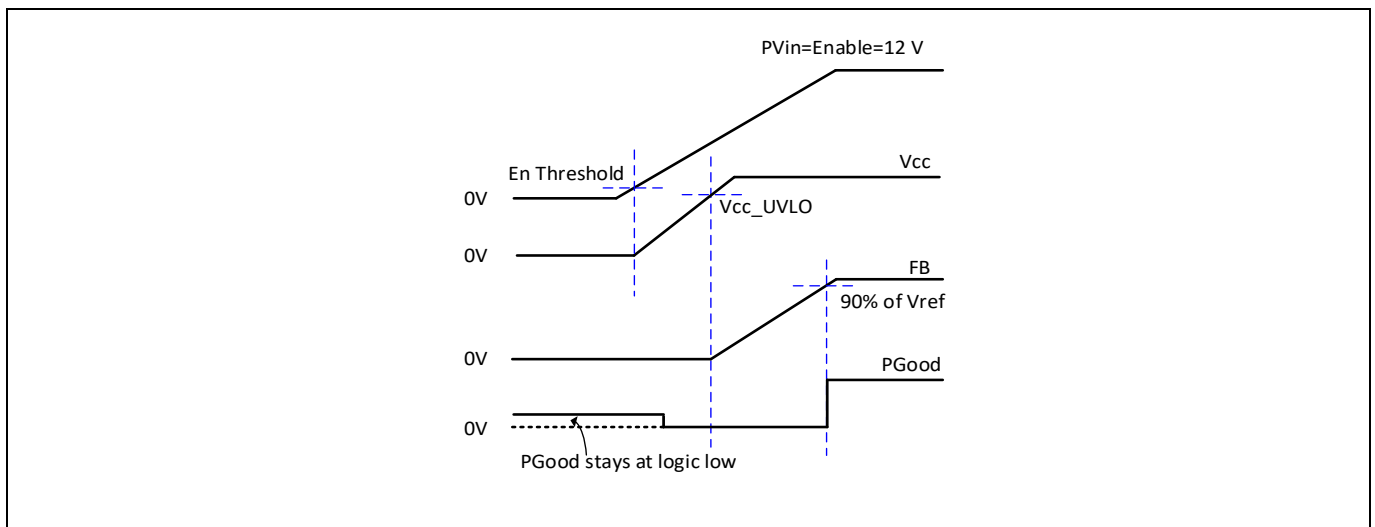 PVin=Enable=12 V
En Threshold
Vcc
0V
Vcc_UVLO
0V
FB
90% of Vref
0V
PGood
0V
PGood stays at logic low